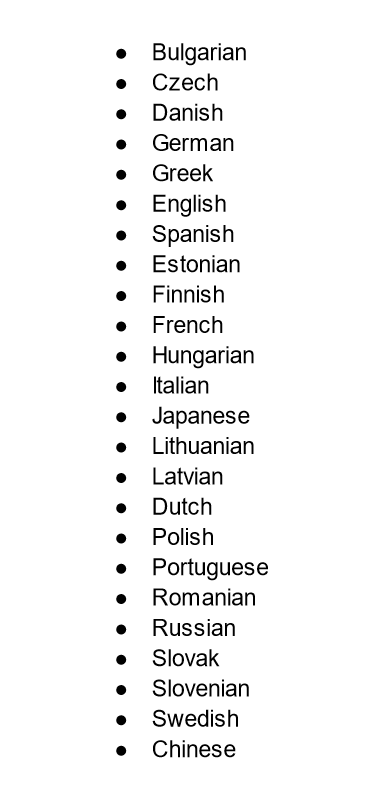 ● Bulgarian
● Czech
● Danish
● German
● Greek
● English
● Spanish
● Estonian
● Finnish
● French
● Hungarian
● Italian
● Japanese
● Lithuanian
● Latvian
● Dutch
● Polish
● Portuguese
● Romanian
● Russian
● Slovak
● Slovenian
● Swedish
● Chinese